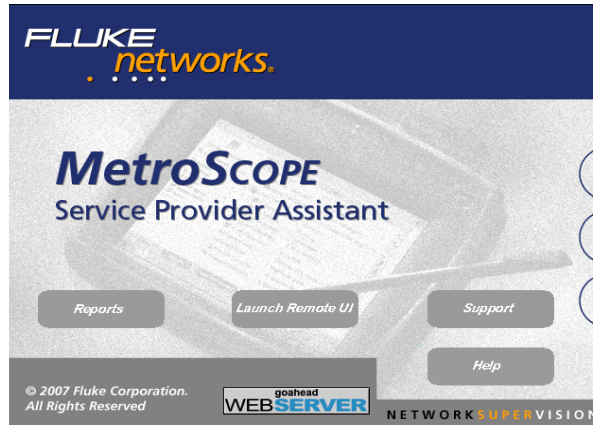 FLUKE
networks®
MetroScope
Service Provider Assistant
Reports
Launch Remote UI
Support
Help
© 2007 Fluke Corporation.
All Rights Reserved
goahead
WEBSERVER
NETWORKSUPERVISION